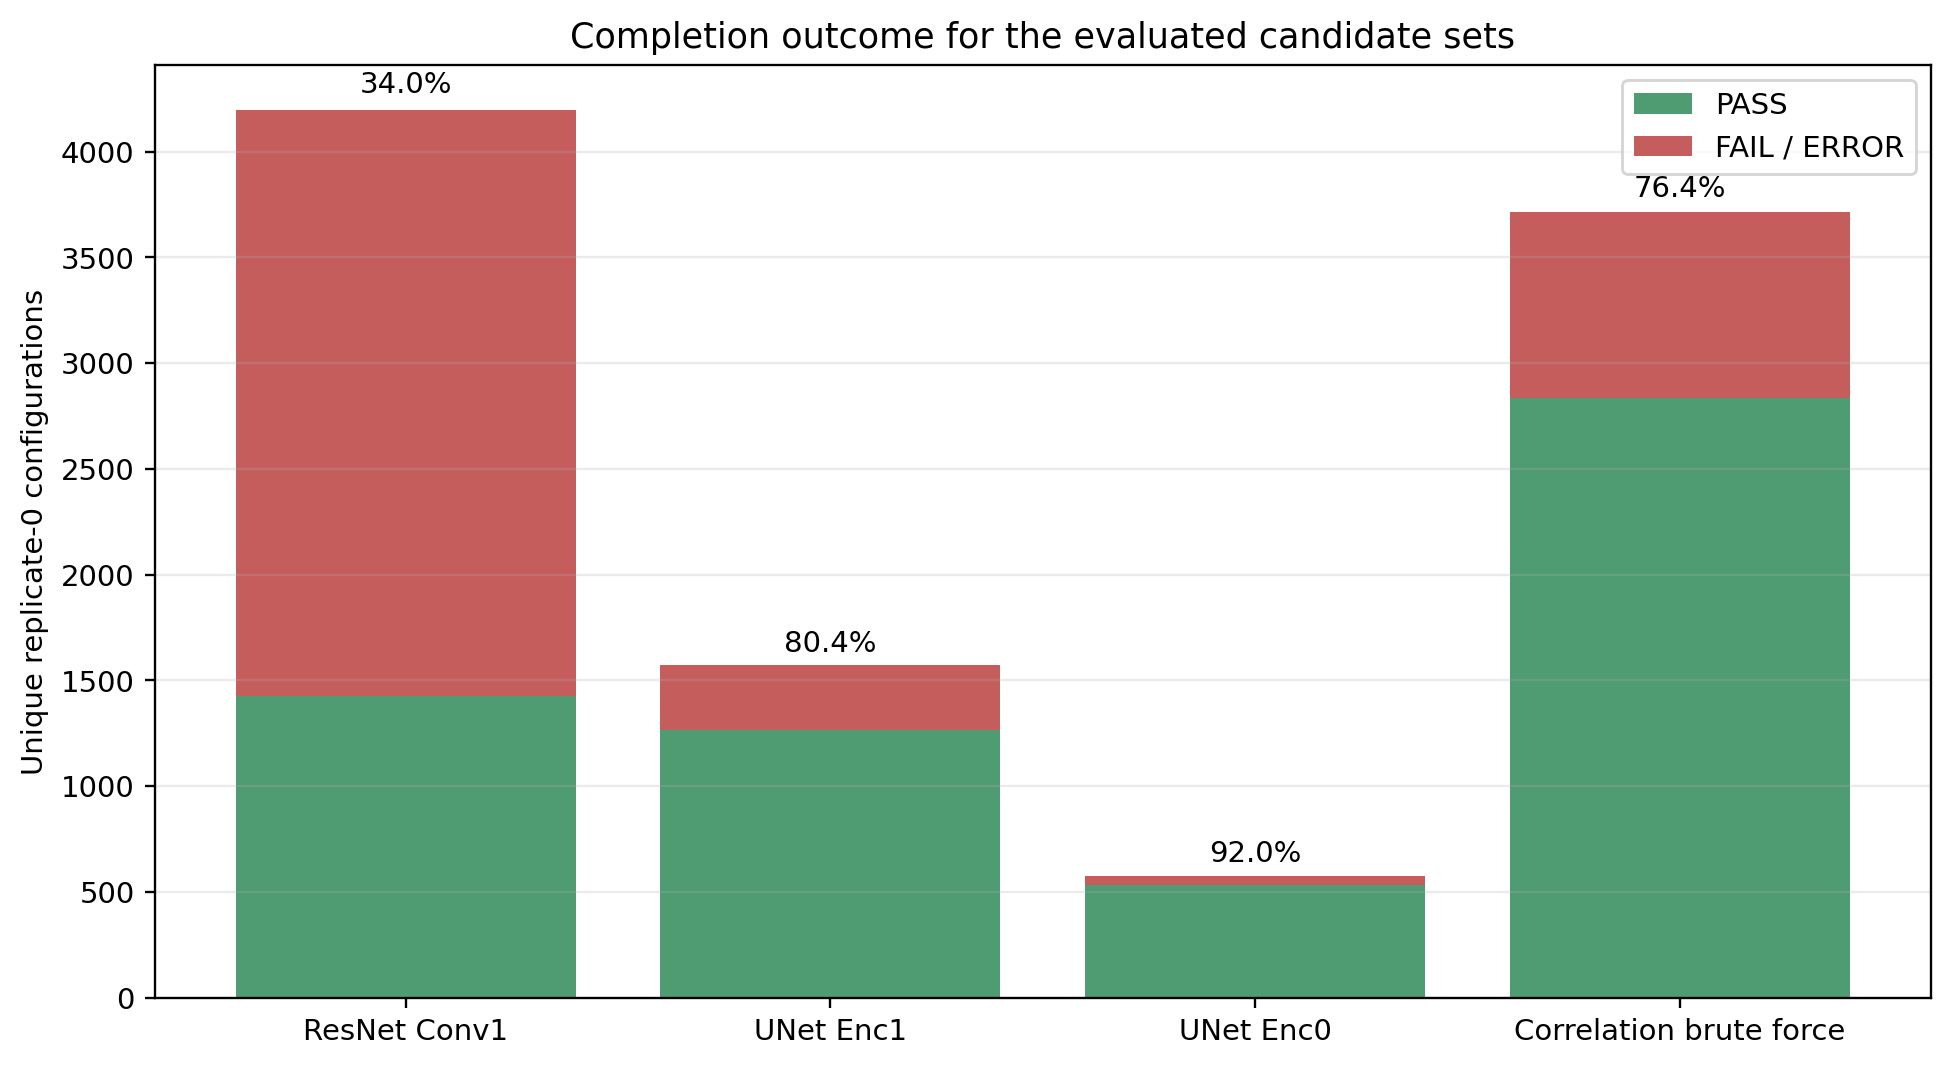 Completion outcome for the evaluated candidate sets
34.0%
PASS
FAIL / ERROR
76.4%
80.4%
92.0%
Unique replicate-0 configurations
4000
3500
3000
2500
2000
1500
1000
500
0
ResNet Conv1
UNet Enc1
UNet Enc0
Correlation brute force